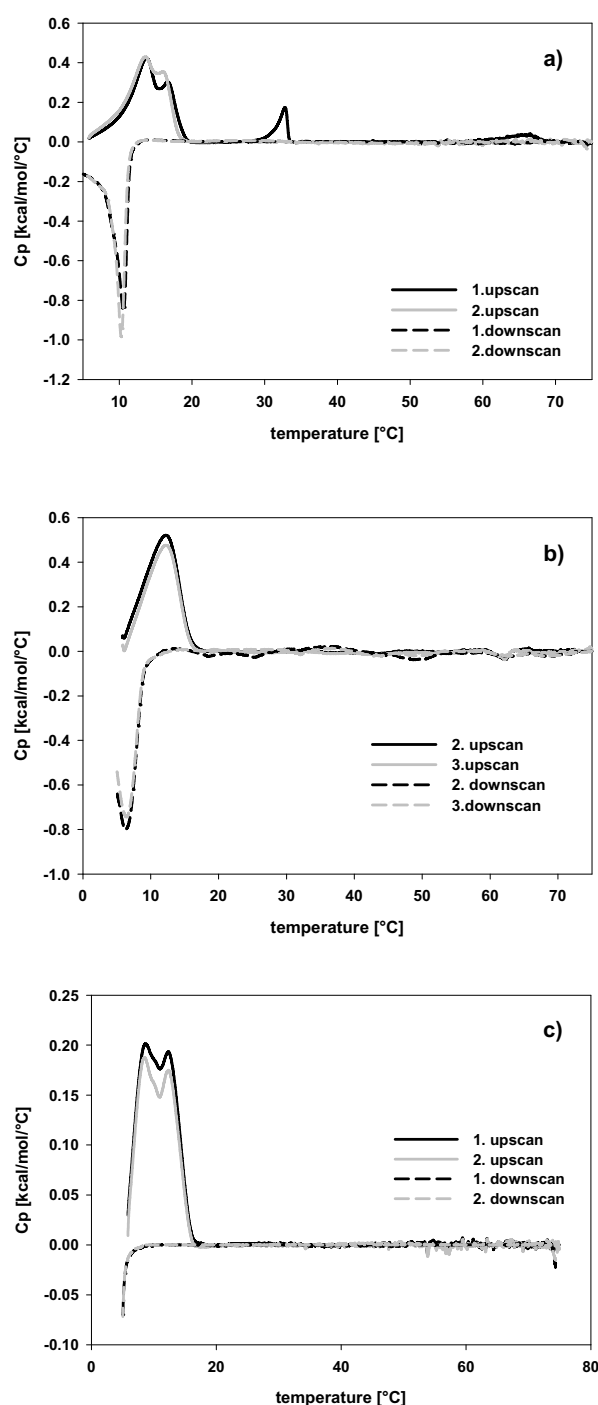 a)
0.6
0.4
0.2
0.0
-0.2
-0.4
-0.6
-0.8
-1.0
-1.2
Cp [kcal/mol/°C]
1.upscan
2.upscan
1.downscan
2.downscan
10 20 30 40 50 60 70
temperature [°C]
b)
0.6
0.4
0.2
0.0
-0.2
-0.4
-0.6
-0.8
-1.0
Cp [kcal/mol/°C]
2. upscan
3.upscan
2. downscan
3.downscan
0 10 20 30 40 50 60 70
temperature [°C]
c)
0.25
0.20
0.15
0.10
0.05
0.00
-0.05
-0.10
Cp [kcal/mol/°C]
1. upscan
2. upscan
1. downscan
2. downscan
0 20 40 60 80
temperature [°C]